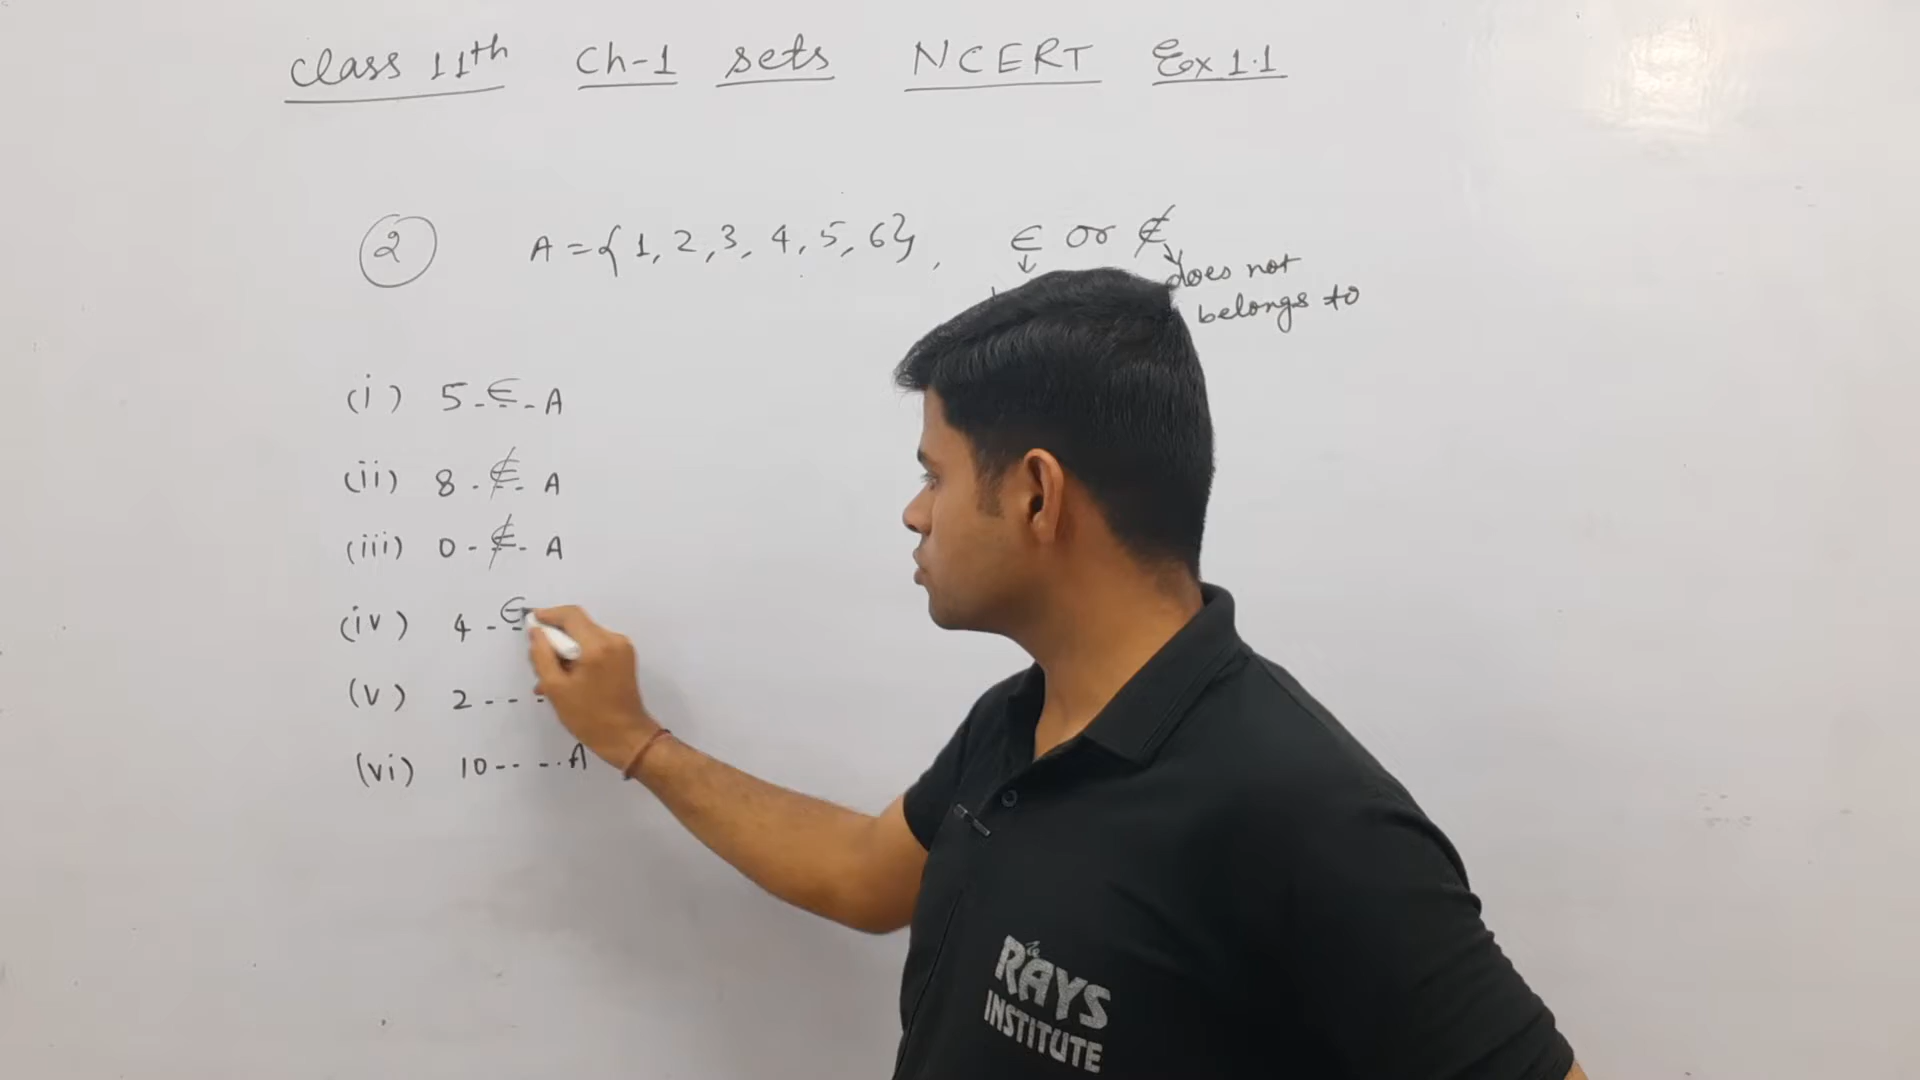 Class 11th Ch-1 sets NCERT Ex 1.1
2 A = {1, 2, 3, 4, 5, 6}, ∈ or ∉
does not
belongs to
(i) 5 -∈- A
(ii) 8 -∉- A
(iii) 0 -∉- A
(iv) 4 -∈-
(v) 2 - - -
(vi) 10 - - - . A
The
RAYS
INSTITUTE